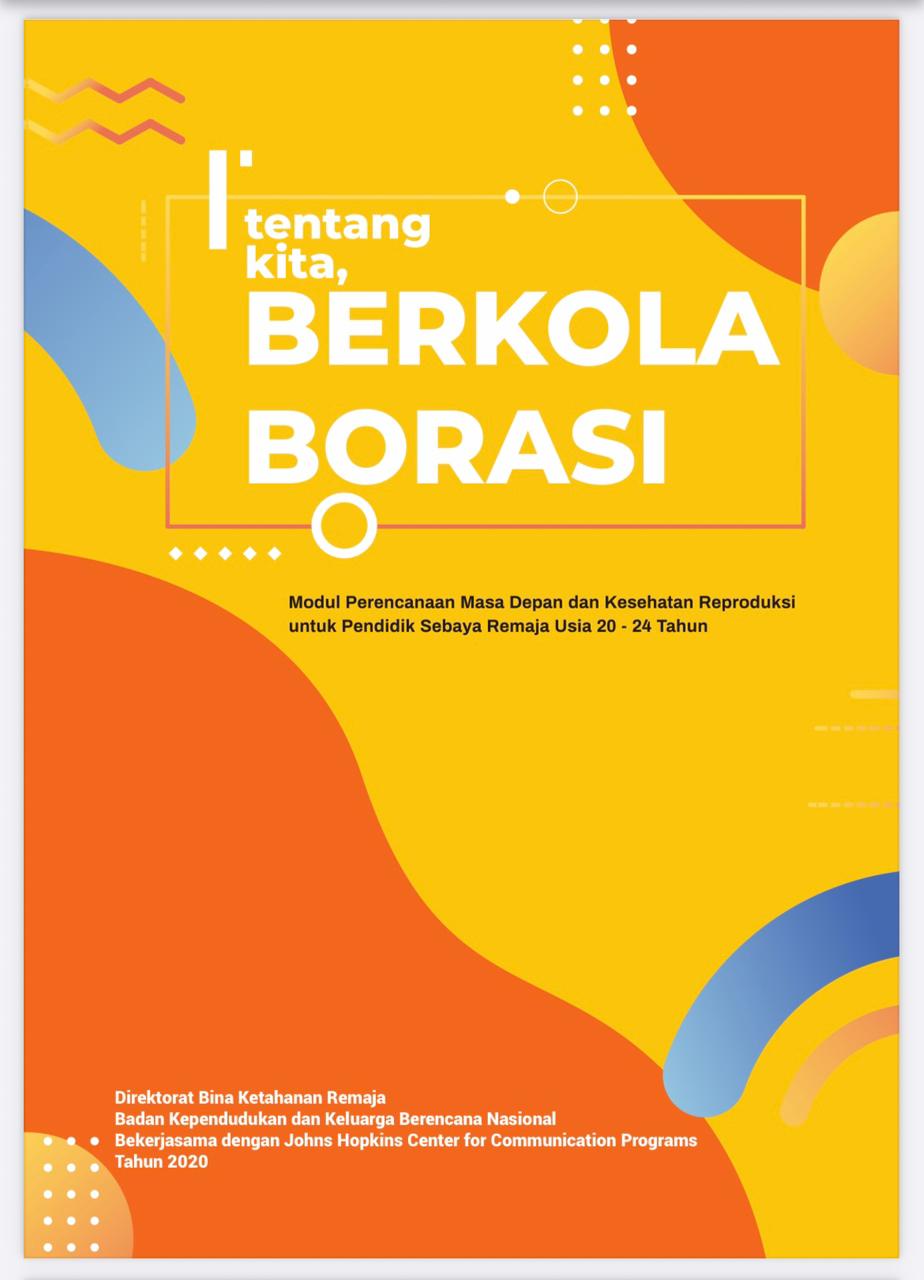 tentang
kita,
BERKOLA
BORASI
Modul Perencanaan Masa Depan dan Kesehatan Reproduksi
untuk Pendidik Sebaya Remaja Usia 20 - 24 Tahun
Direktorat Bina Ketahanan Remaja
Badan Kependudukan dan Keluarga Berencana Nasional
Bekerjasama dengan Johns Hopkins Center for Communication Programs
Tahun 2020